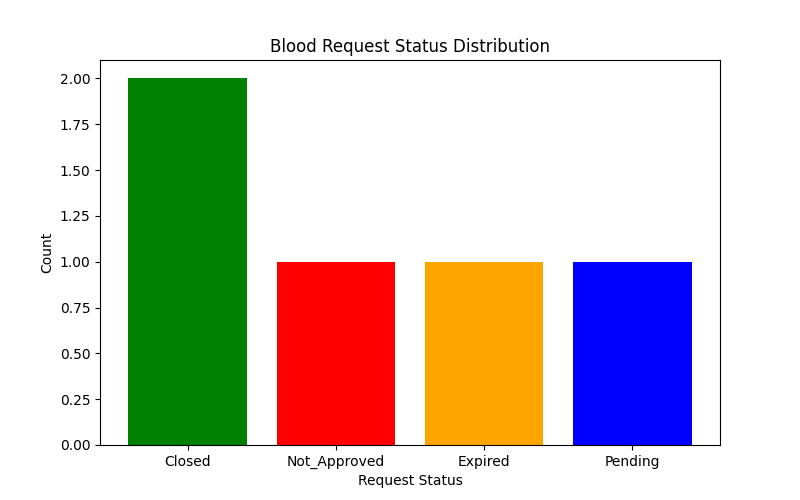 Blood Request Status Distribution
Count
2.00
1.75
1.50
1.25
1.00
0.75
0.50
0.25
0.00
Closed Not_Approved Expired Pending
Request Status